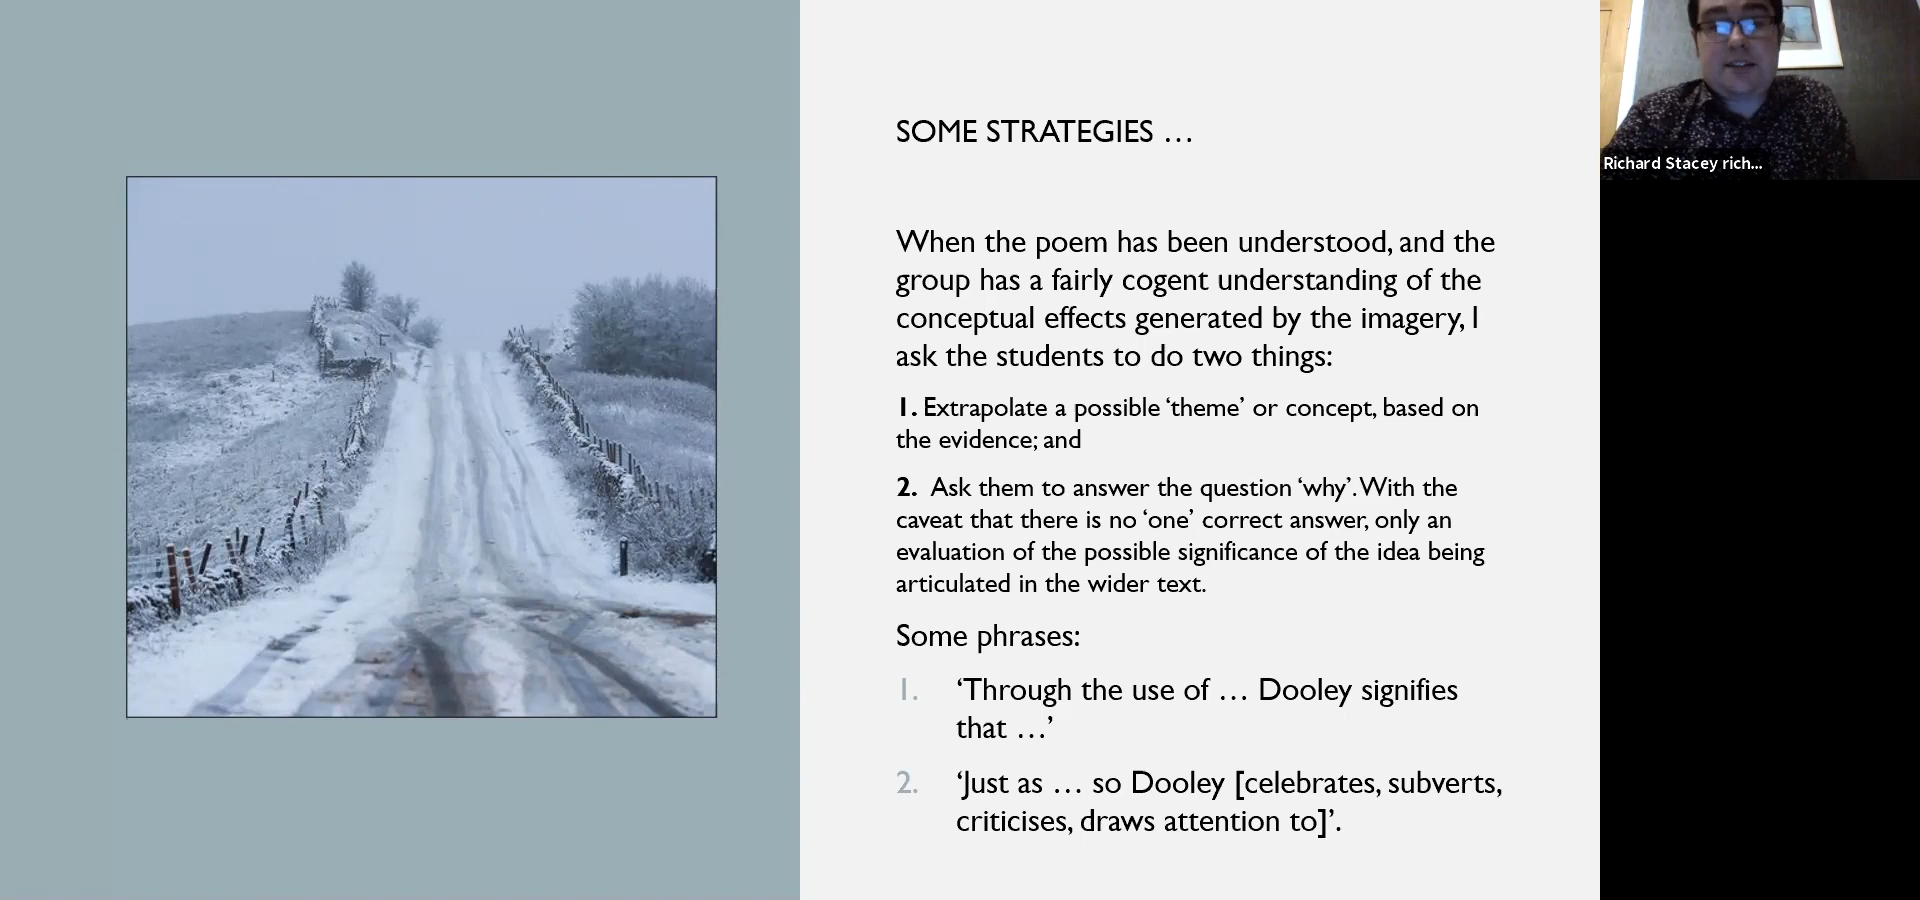 SOME STRATEGIES …
When the poem has been understood, and the
group has a fairly cogent understanding of the
conceptual effects generated by the imagery, I
ask the students to do two things:
1. Extrapolate a possible ‘theme’ or concept, based on
the evidence; and
2. Ask them to answer the question ‘why’. With the
caveat that there is no ‘one’ correct answer, only an
evaluation of the possible significance of the idea being
articulated in the wider text.
Some phrases:
1. ‘Through the use of … Dooley signifies
that …’
2. ‘Just as … so Dooley [celebrates, subverts,
criticises, draws attention to]’.
Richard Stacey rich...